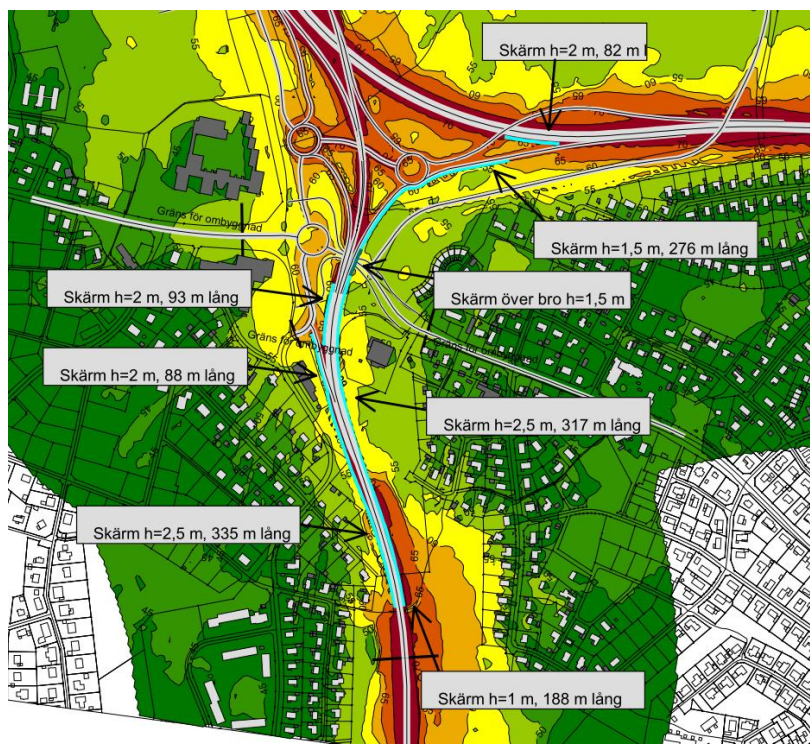 Skärm h=2 m, 82 m l
Skärm h=1,5 m, 276 m lång
Gräns för ombyggnad
Skärm h=2 m, 93 m lång
Skärm över bro h=1,5 m
Gräns för ombyggnad
Gräns för ombyggnad
Skärm h=2 m, 88 m lång
Skärm h=2,5 m, 317 m lång
Skärm h=2,5 m, 335 m lång
Skärm h=1 m, 188 m lång